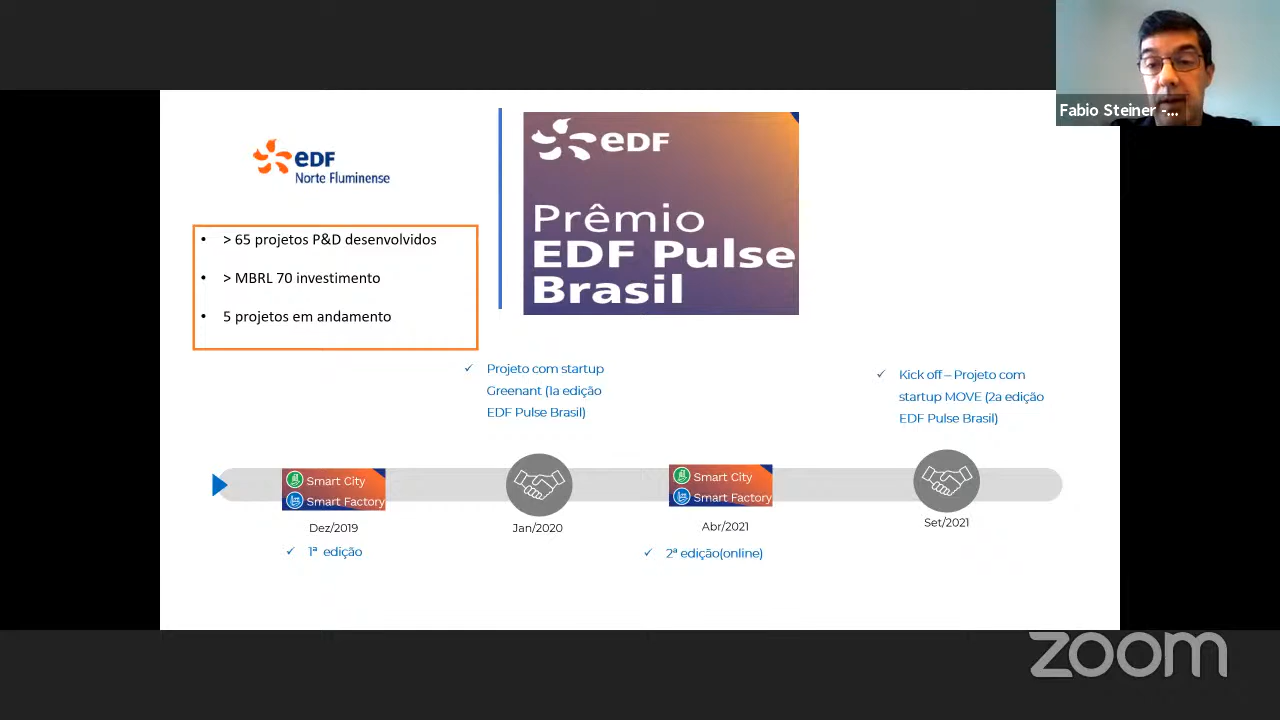 Fabio Steiner -...
eDF
Norte Fluminense
eDF
Prêmio
EDF Pulse
Brasil
• > 65 projetos P&D desenvolvidos
• > MBRL 70 investimento
• 5 projetos em andamento
✓ Projeto com startup
Greenant (1a edição
EDF Pulse Brasil)
✓ Kick off – Projeto com
startup MOVE (2a edição
EDF Pulse Brasil)
Smart City
Smart Factory
Dez/2019
✓ 1ª edição
Jan/2020
Smart City
Smart Factory
Abr/2021
✓ 2ª edição(online)
Set/2021
zoom